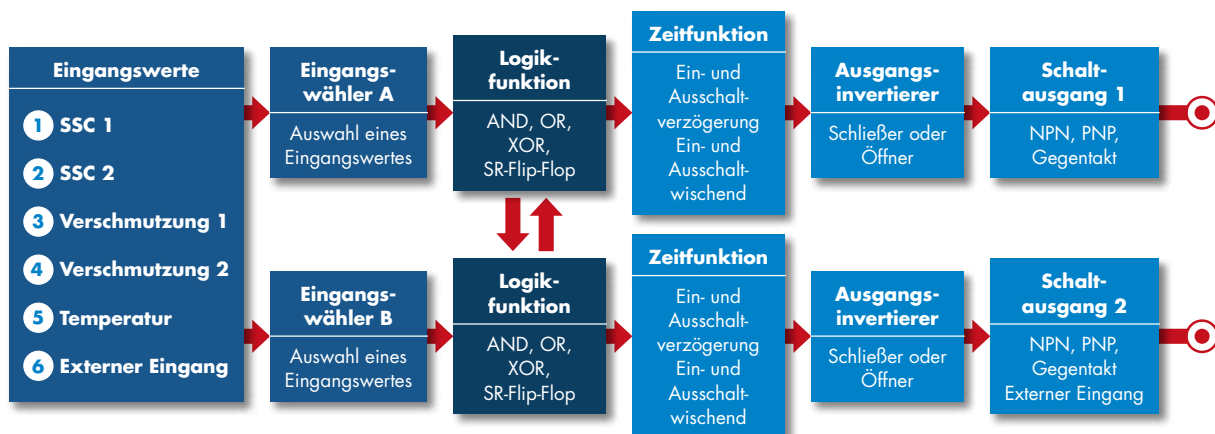 Eingangswerte
1 SSC 1
2 SSC 2
3 Verschmutzung 1
4 Verschmutzung 2
5 Temperatur
6 Externer Eingang
Eingangs-
wähler A
Auswahl eines
Eingangswertes
Logik-
funktion
AND, OR,
XOR,
SR-Flip-Flop
Zeitfunktion
Ein- und
Ausschalt-
verzögerung
Ein- und
Ausschalt-
wischend
Ausgangs-
invertierer
Schließer oder
Öffner
Schalt-
ausgang 1
NPN, PNP,
Gegentakt
Eingangs-
wähler B
Auswahl eines
Eingangswertes
Logik-
funktion
AND, OR,
XOR,
SR-Flip-Flop
Zeitfunktion
Ein- und
Ausschalt-
verzögerung
Ein- und
Ausschalt-
wischend
Ausgangs-
invertierer
Schließer oder
Öffner
Schalt-
ausgang 2
NPN, PNP,
Gegentakt
Externer Eingang